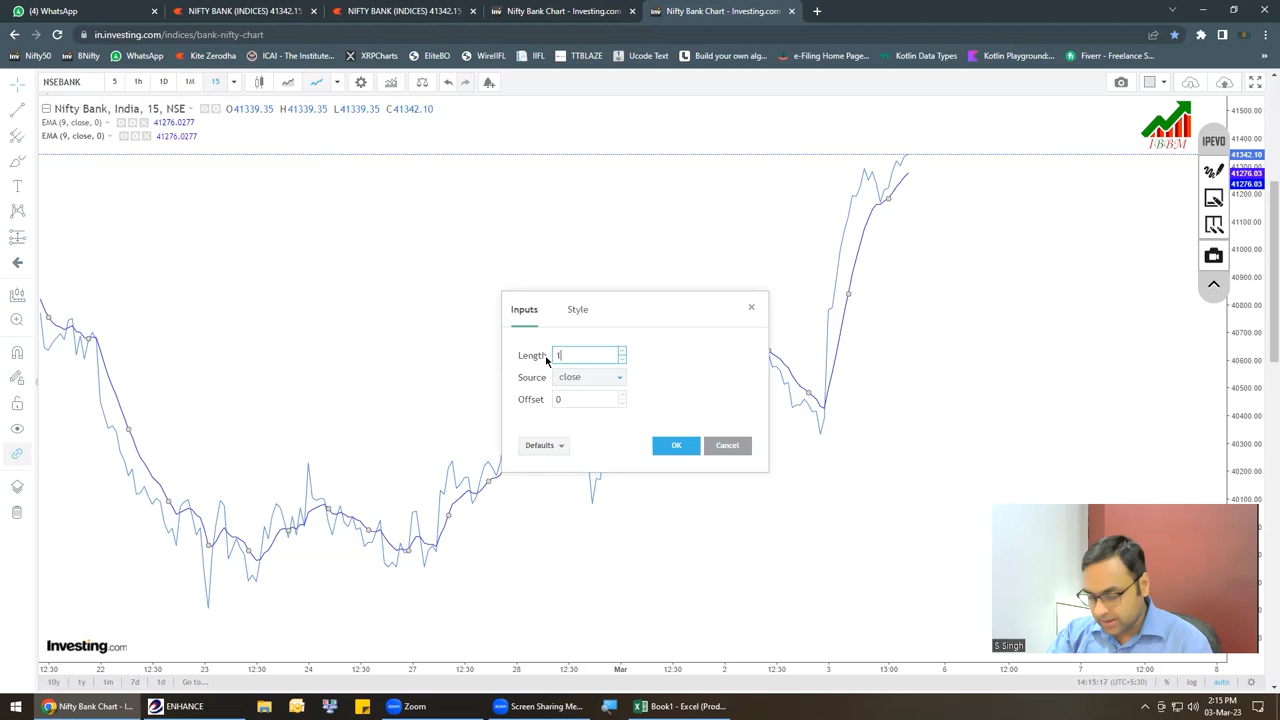 WhatsApp
NIFTY BANK (INDICES) 41342.15
NIFTY BANK (INDICES) 41342.15
Nifty Bank Chart - Investing.com
Nifty Bank Chart - Investing.com
in.investing.com/indices/bank-nifty-chart
Nifty50
BNifty
WhatsApp
Kite Zerodha
ICAI - The Institute...
XRPCharts
EliteBO
WireIFL
IIFL
TTBLAZE
Ucode Text
Build your own alg...
e-Filing Home Page...
Kotlin Data Types
Kotlin Playground:...
Fiverr - Freelance S...
NSEBANK
5
1h
1D
1M
15
Nifty Bank, India, 15, NSE
O41339.35 H41339.35 L41339.35 C41342.10
EMA (9, close, 0)
41276.0277
EMA (9, close, 0)
41276.0277
I·B·B·M
IPEVO
41500.00
41400.00
41342.10
41300.00
41276.03
41276.03
41100.00
41000.00
40900.00
40800.00
40700.00
40600.00
40500.00
40400.00
40300.00
40200.00
40100.00
Inputs
Style
Length
1
Source
close
Offset
0
Defaults
OK
Cancel
S Singh
Investing.com
12:30
22
12:30
23
12:30
24
12:30
27
12:30
28
12:30
Mar
12:30
2
12:30
3
13:00
6
12:00
7
12:00
8
10y
1y
1m
7d
1d
Go to...
14:15:17 (UTC+5:30)
%
log
auto
Nifty Bank Chart - I...
ENHANCE
Zoom
Screen Sharing Me...
Book1 - Excel (Prod...
2:15 PM
03-Mar-23